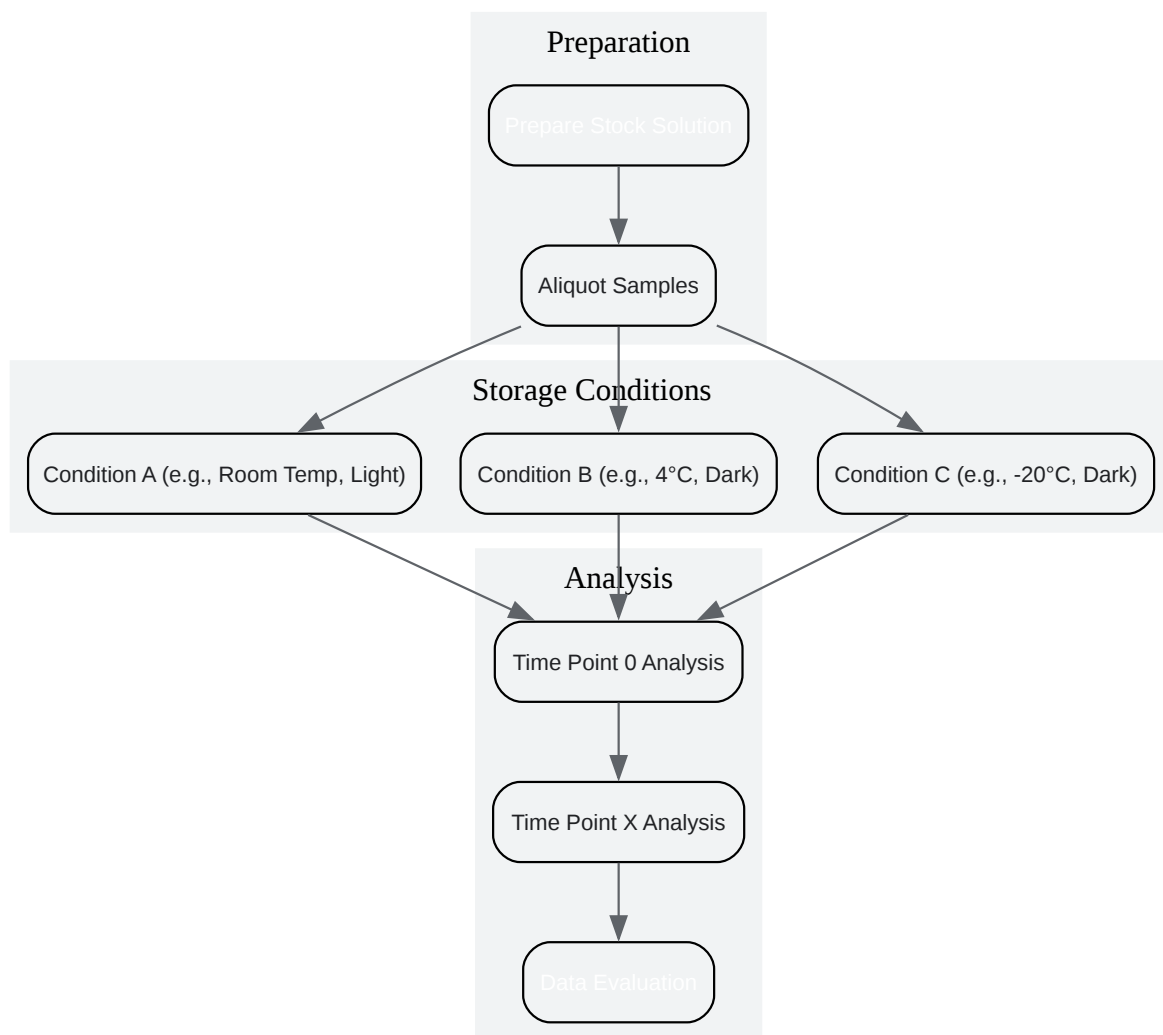 Preparation
Prepare Stock Solution
Aliquot Samples
Storage Conditions
Condition A (e.g., Room Temp, Light)
Condition B (e.g., 4°C, Dark)
Condition C (e.g., -20°C, Dark)
Analysis
Time Point 0 Analysis
Time Point X Analysis
Data Evaluation